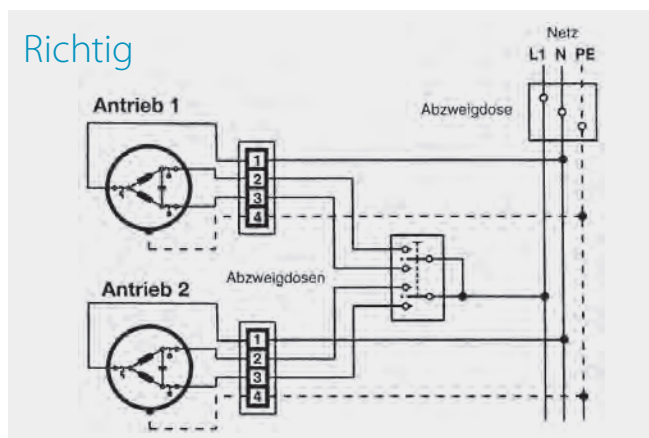 Richtig
Netz
L1 N PE
Abzweigdose
Antrieb 1
1
2
3
4
Abzweigdosen
Antrieb 2
1
2
3
4